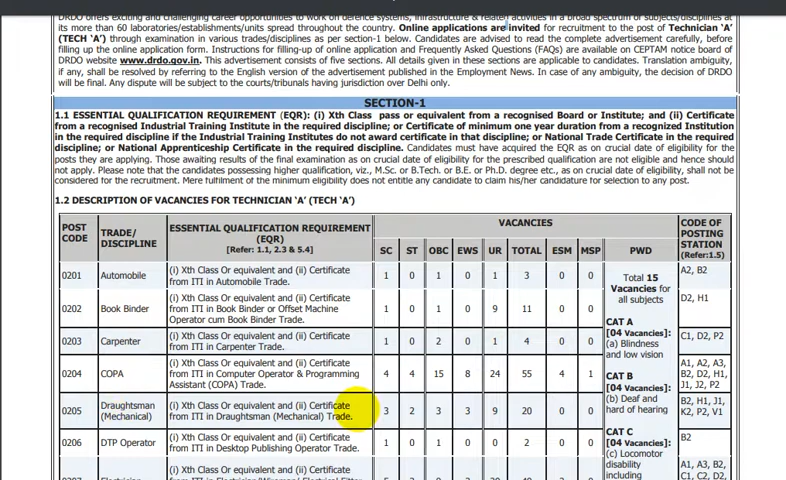 DRDO offers exciting and challenging career opportunities to work on defence systems, infrastructure & related activities in a broad spectrum of subjects/disciplines at
its more than 60 laboratories/establishments/units spread throughout the country. Online applications are invited for recruitment to the post of Technician 'A'
(TECH 'A') through examination in various trades/disciplines as per section-1 below. Candidates are advised to read the complete advertisement carefully, before
filling up the online application form. Instructions for filling-up of online application and Frequently Asked Questions (FAQs) are available on CEPTAM notice board of
DRDO website www.drdo.gov.in. This advertisement consists of five sections. All details given in these sections are applicable to candidates. Translation ambiguity,
if any, shall be resolved by referring to the English version of the advertisement published in the Employment News. In case of any ambiguity, the decision of DRDO
will be final. Any dispute will be subject to the courts/tribunals having jurisdiction over Delhi only.
SECTION-1
1.1 ESSENTIAL QUALIFICATION REQUIREMENT (EQR): (i) Xth Class pass or equivalent from a recognised Board or Institute; and (ii) Certificate
from a recognised Industrial Training Institute in the required discipline; or Certificate of minimum one year duration from a recognized Institution
in the required discipline if the Industrial Training Institutes do not award certificate in that discipline; or National Trade Certificate in the required
discipline; or National Apprenticeship Certificate in the required discipline. Candidates must have acquired the EQR as on crucial date of eligibility for the
posts they are applying. Those awaiting results of the final examination as on crucial date of eligibility for the prescribed qualification are not eligible and hence should
not apply. Please note that the candidates possessing higher qualification, viz., M.Sc. or B.Tech. or B.E. or Ph.D. degree etc., as on crucial date of eligibility, shall not be
considered for the recruitment. Mere fulfilment of the minimum eligibility does not entitle any candidate to claim his/her candidature for selection to any post.
1.2 DESCRIPTION OF VACANCIES FOR TECHNICIAN 'A' (TECH 'A')
POST CODE TRADE/ DISCIPLINE ESSENTIAL QUALIFICATION REQUIREMENT (EQR) [Refer: 1.1, 2.3 & 5.4] VACANCIES CODE OF POSTING STATION (Refer:1.5)
SC ST OBC EWS UR TOTAL ESM MSP PWD
0201 Automobile (i) Xth Class Or equivalent and (ii) Certificate from ITI in Automobile Trade. 1 0 1 0 1 3 0 0 A2, B2
0202 Book Binder (i) Xth Class Or equivalent and (ii) Certificate from ITI in Book Binder or Offset Machine Operator cum Book Binder Trade. 1 0 1 0 9 11 0 0 D2, H1
0203 Carpenter (i) Xth Class Or equivalent and (ii) Certificate from ITI in Carpenter Trade. 1 0 2 0 1 4 0 0 C1, D2, P2
0204 COPA (i) Xth Class Or equivalent and (ii) Certificate from ITI in Computer Operator & Programming Assistant (COPA) Trade. 4 4 15 8 24 55 4 1 A1, A2, A3, B2, D2, H1, J1, J2, P2
0205 Draughtsman (Mechanical) (i) Xth Class Or equivalent and (ii) Certificate from ITI in Draughtsman (Mechanical) Trade. 3 2 3 3 9 20 0 0 B2, H1, J1, K2, P2, V1
0206 DTP Operator (i) Xth Class Or equivalent and (ii) Certificate from ITI in Desktop Publishing Operator Trade. 1 0 1 0 0 2 0 0 B2
(i) Xth Class Or equivalent and (ii) Certificate A1, A3, B2,
Total 15
Vacancies for
all subjects
CAT A
[04 Vacancies]:
(a) Blindness
and low vision
CAT B
[04 Vacancies]:
(b) Deaf and
hard of hearing
CAT C
[04 Vacancies]:
(c) Locomotor
disability
including